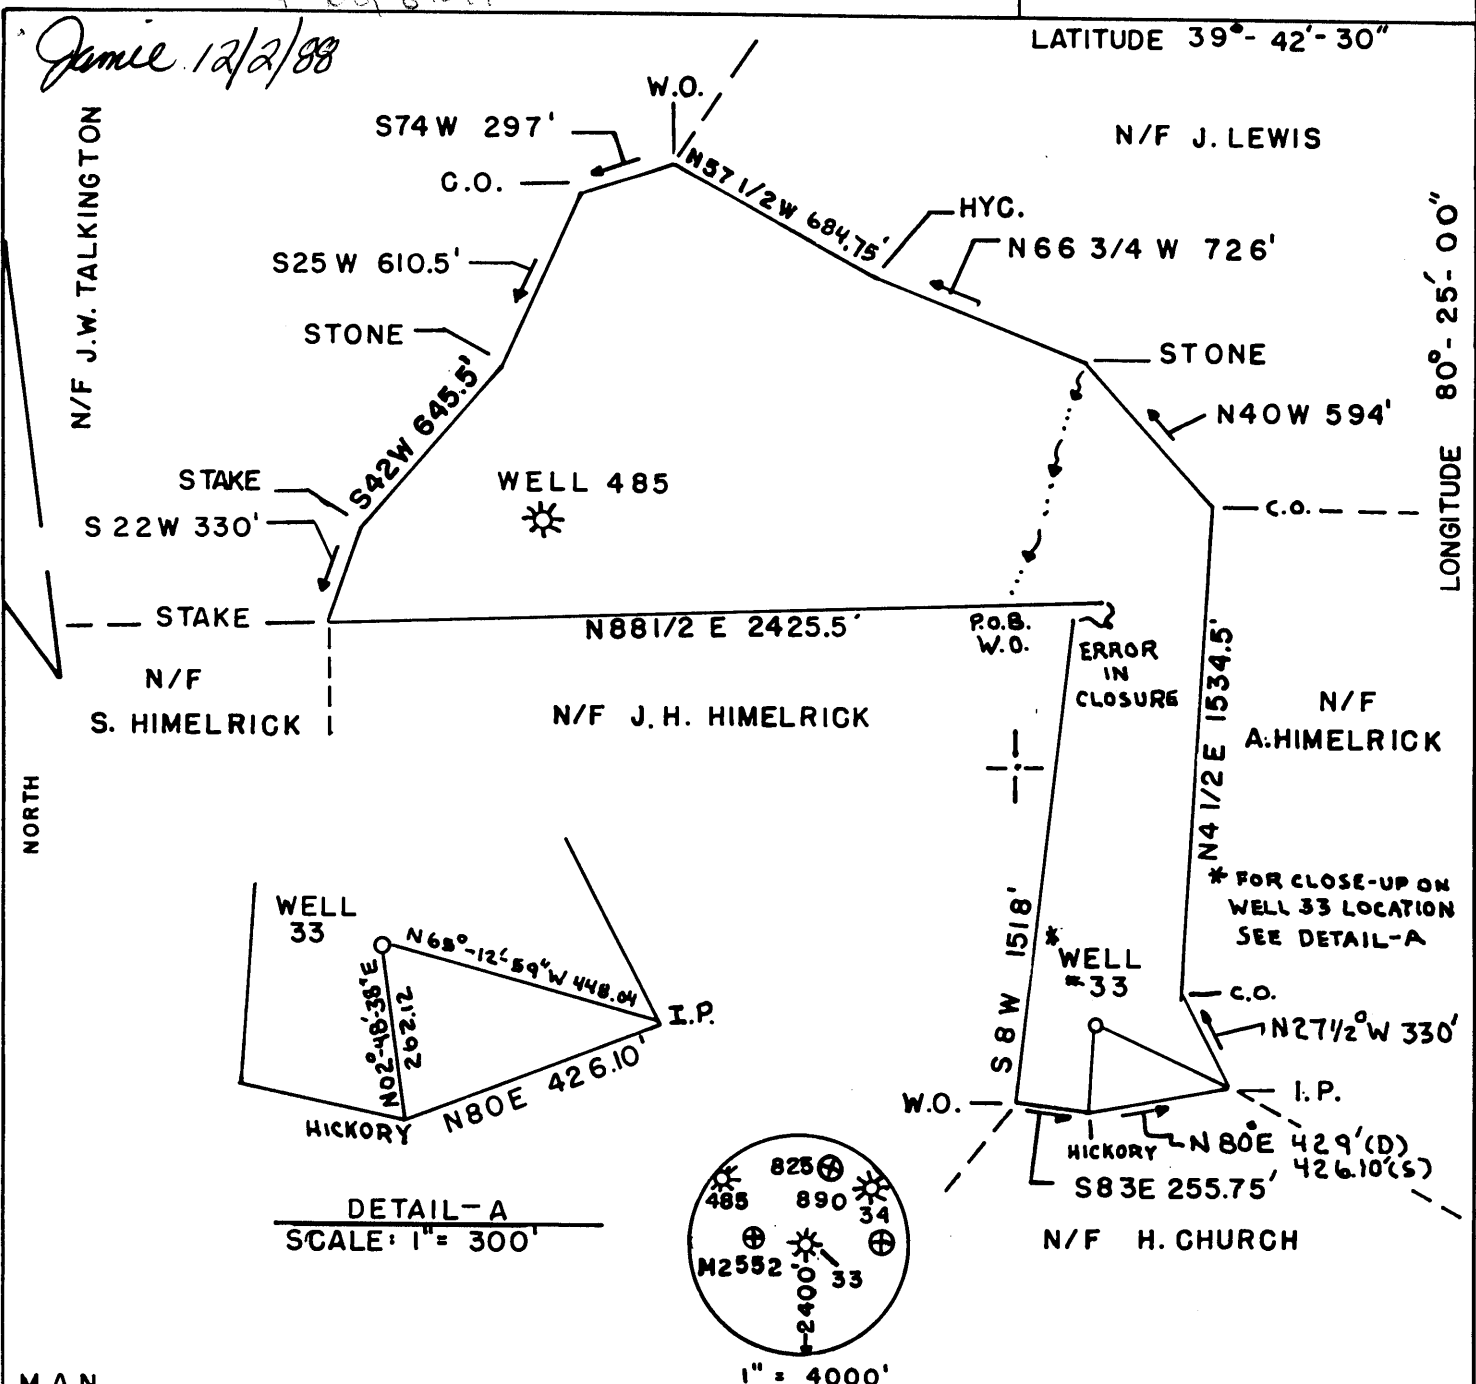 Jamie 12/2/88
LATITUDE 39°-42'-30"
W.O.
S74W 297'
N/F J. LEWIS
C.O.
N57 1/2W 684.75'
HYC.
N66 3/4 W 726'
N/F J.W. TALKINGTON
S25W 610.5'
STONE
STONE
LONGITUDE 80°-25'-00"
N40W 594'
S42W 645.5'
STAKE
WELL 485
S 22W 330'
C.O.
STAKE
N88 1/2 E 2425.5'
P.O.B.
W.O.
ERROR
IN
CLOSURE
N/F
S. HIMELRICK
N/F J.H. HIMELRICK
N4 1/2 E 1534.5'
N/F
A. HIMELRICK
NORTH
* FOR CLOSE-UP ON
WELL 33 LOCATION
SEE DETAIL-A
WELL
33
N68°-12'-59"W 448.04
I.P.
N02°-48'-38"E
262.12
N80E 426.10'
HICKORY
S 8 W 1518'
*
WELL
#33
C.O.
N27 1/2° W 330'
W.O.
I.P.
HICKORY
N 80°E 429'(D)
426.10'(S)
S83E 255.75'
N/F H. CHURCH
DETAIL-A
SCALE: 1"= 300'
825
485
890
34
M2552
33
2400'
1" = 4000'